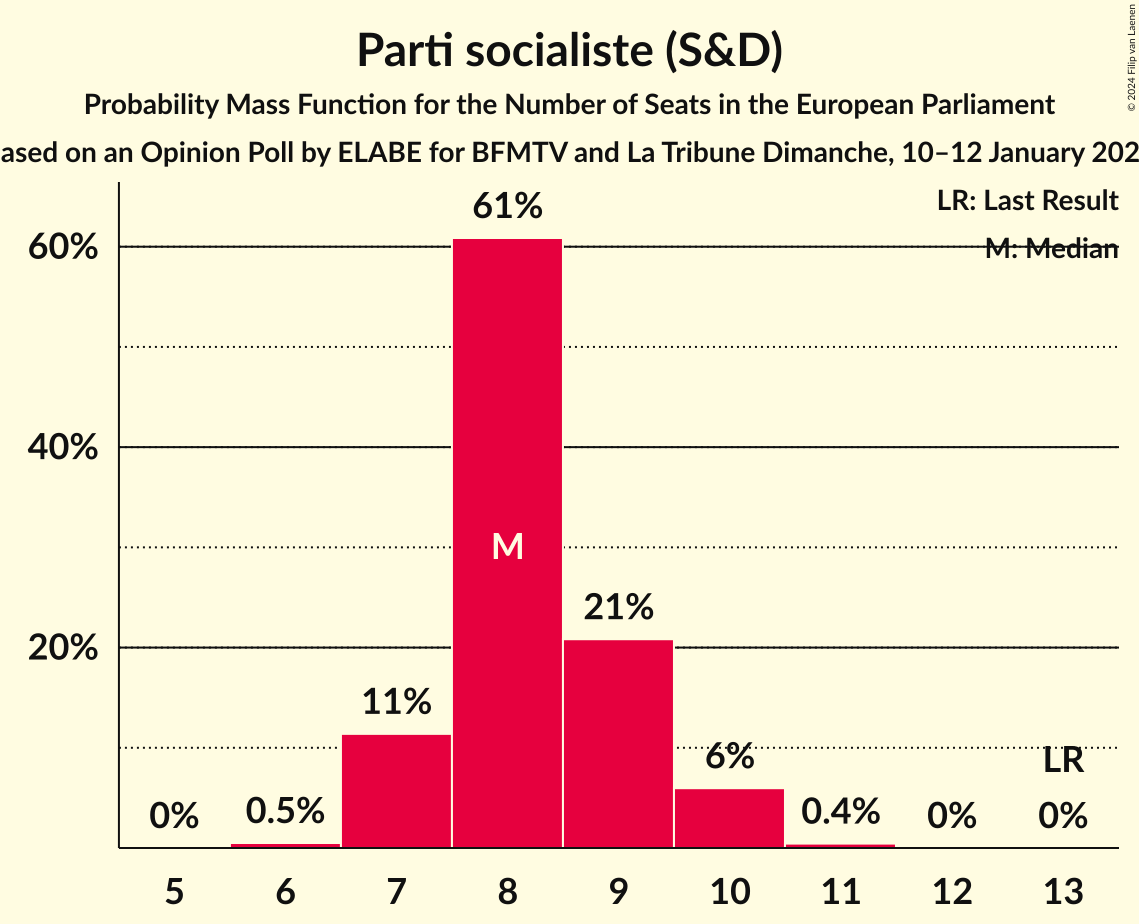 Parti socialiste (S&D)
Probability Mass Function for the Number of Seats in the European Parliament
ased on an Opinion Poll by ELABE for BFMTV and La Tribune Dimanche, 10–12 January 202
© 2024 Filip van Laenen
LR: Last Result
M: Median
60%
40%
20%
61%
M
21%
11%
6%
LR
0%
0.5%
0.4%
0%
0%
5 6 7 8 9 10 11 12 13